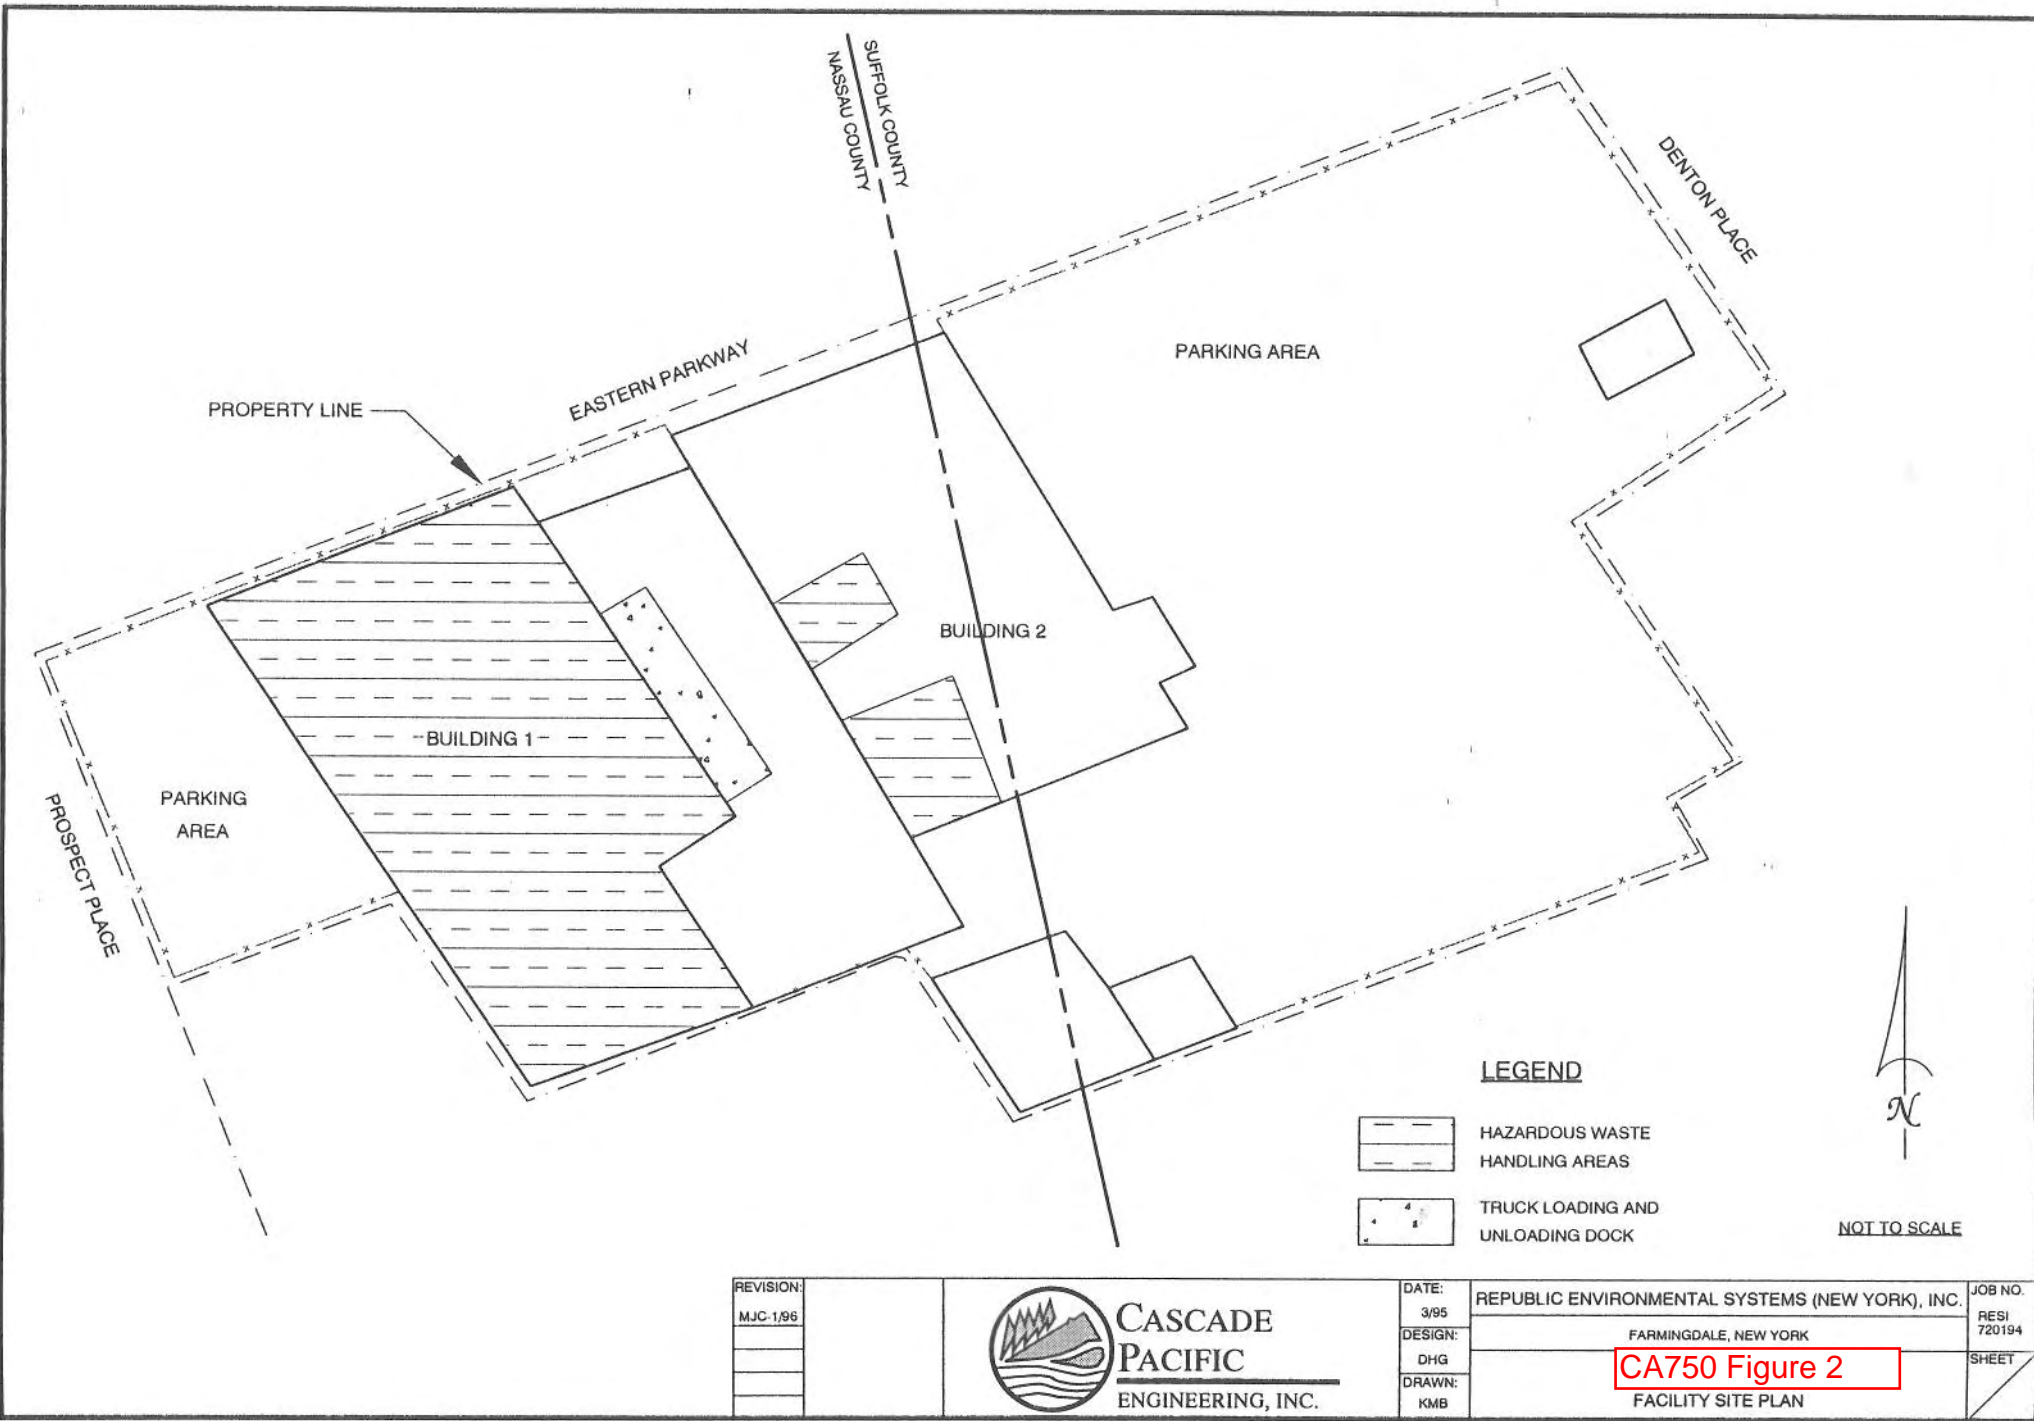 SUFFOLK COUNTY
NASSAU COUNTY
DENTON PLACE
PARKING AREA
EASTERN PARKWAY
PROPERTY LINE
BUILDING 2
BUILDING 1
PARKING
AREA
PROSPECT PLACE
LEGEND
HAZARDOUS WASTE
HANDLING AREAS
TRUCK LOADING AND
UNLOADING DOCK
N
NOT TO SCALE
REVISION:
MJC-1/96
CASCADE
PACIFIC
ENGINEERING, INC.
DATE:
3/95
DESIGN:
DHG
DRAWN:
KMB
REPUBLIC ENVIRONMENTAL SYSTEMS (NEW YORK), INC.
FARMINGDALE, NEW YORK
CA750 Figure 2
FACILITY SITE PLAN
JOB NO.
RESI
720194
SHEET